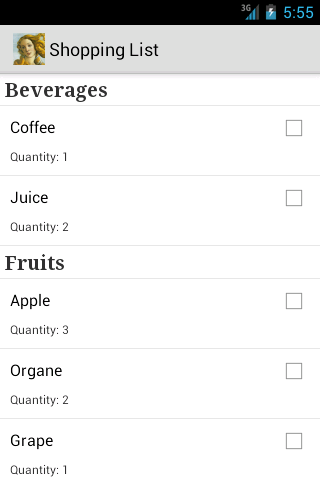 3G 5:55
Shopping List
Beverages
Coffee
Quantity: 1
Juice
Quantity: 2
Fruits
Apple
Quantity: 3
Organe
Quantity: 2
Grape
Quantity: 1